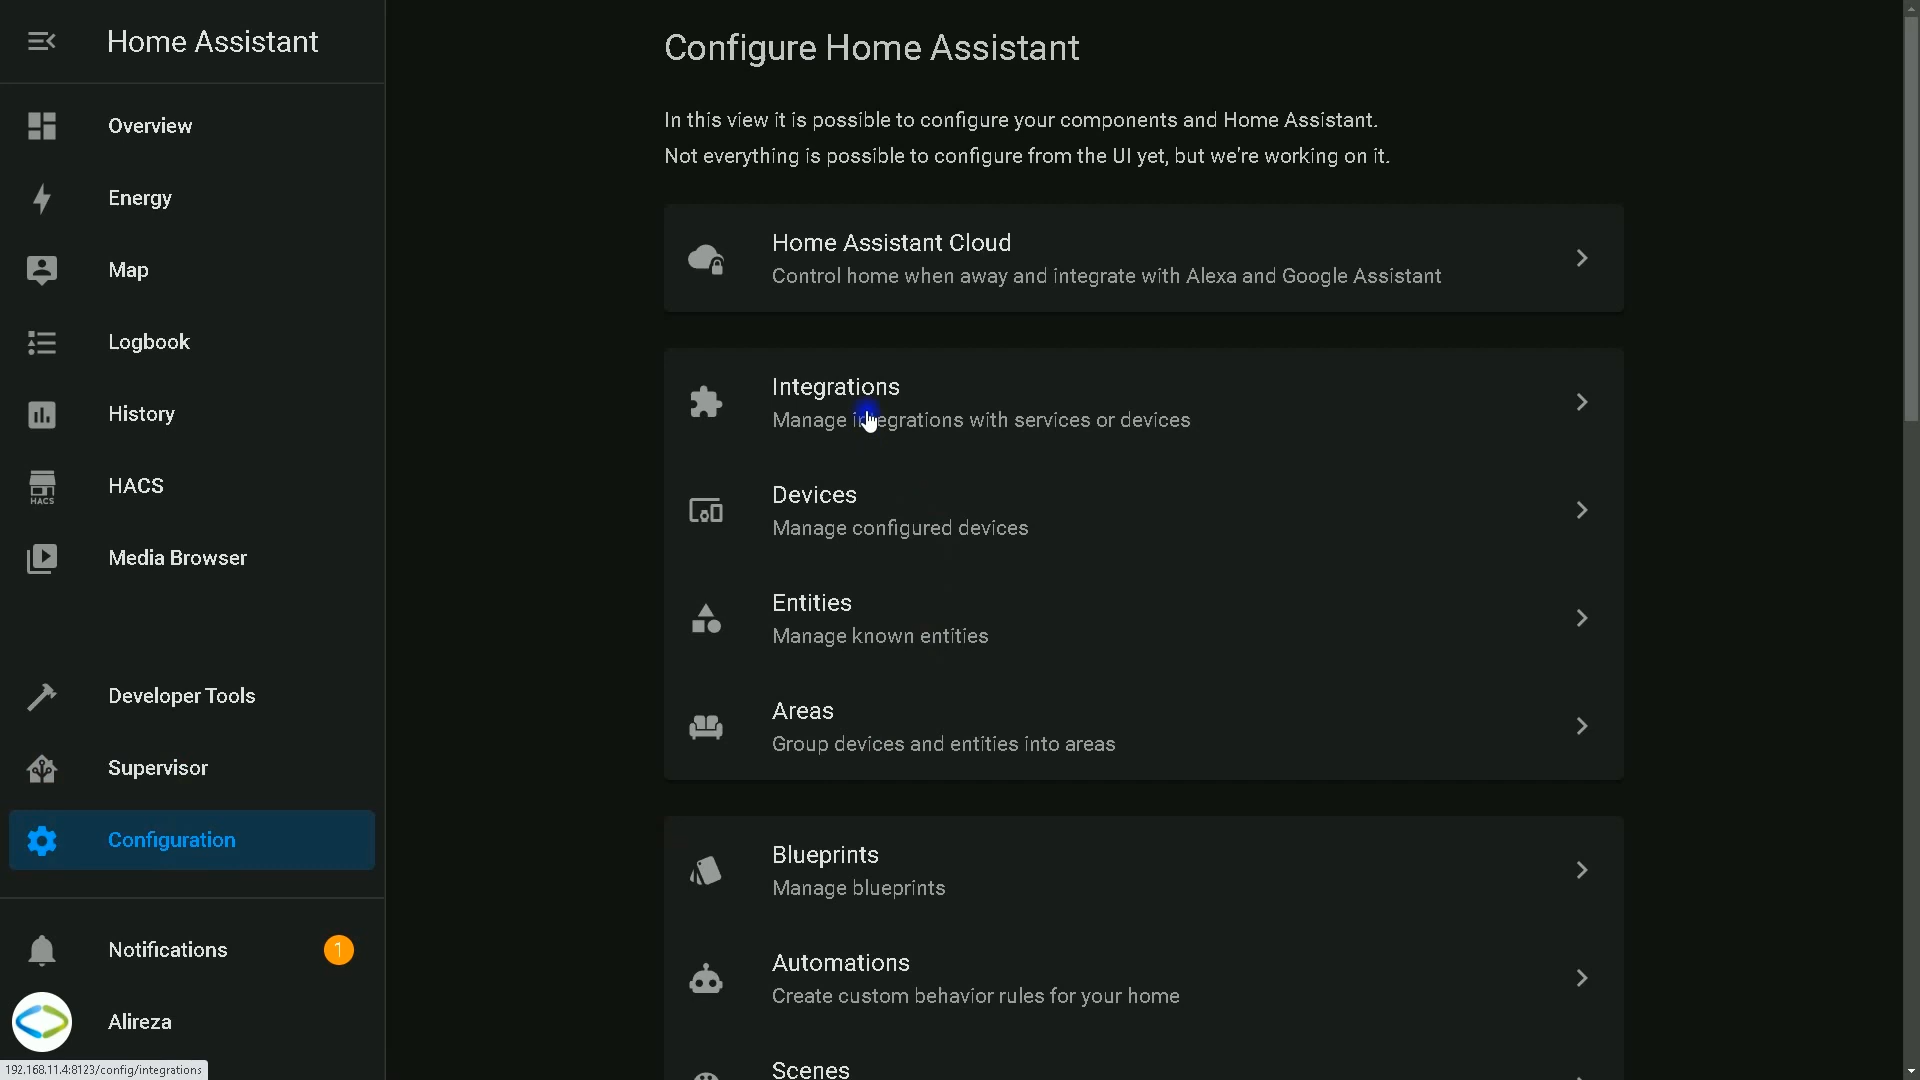 Home Assistant
Overview
Energy
Map
Logbook
History
HACS
HACS
Media Browser
Developer Tools
Supervisor
Configuration
Notifications 1
Alireza
192.168.11.4:8123/config/integrations
Configure Home Assistant
In this view it is possible to configure your components and Home Assistant.
Not everything is possible to configure from the UI yet, but we're working on it.
Home Assistant Cloud
Control home when away and integrate with Alexa and Google Assistant
Integrations
Manage integrations with services or devices
Devices
Manage configured devices
Entities
Manage known entities
Areas
Group devices and entities into areas
Blueprints
Manage blueprints
Automations
Create custom behavior rules for your home
Scenes